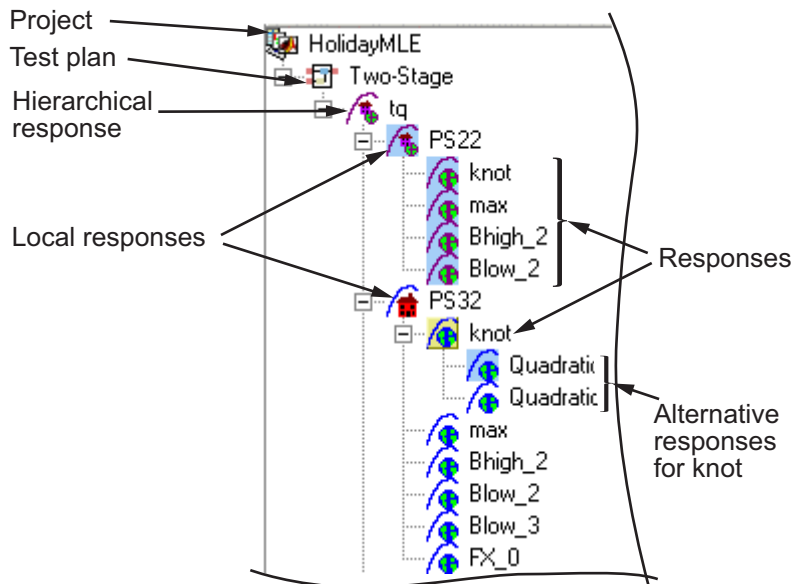 Project
HolidayMLE
Test plan
Two-Stage
Hierarchical
response
tq
PS22
knot
max
Bhigh_2
Blow_2
Local responses
Responses
PS32
knot
Quadratic
Quadratic
Alternative
responses
for knot
max
Bhigh_2
Blow_2
Blow_3
FX_0